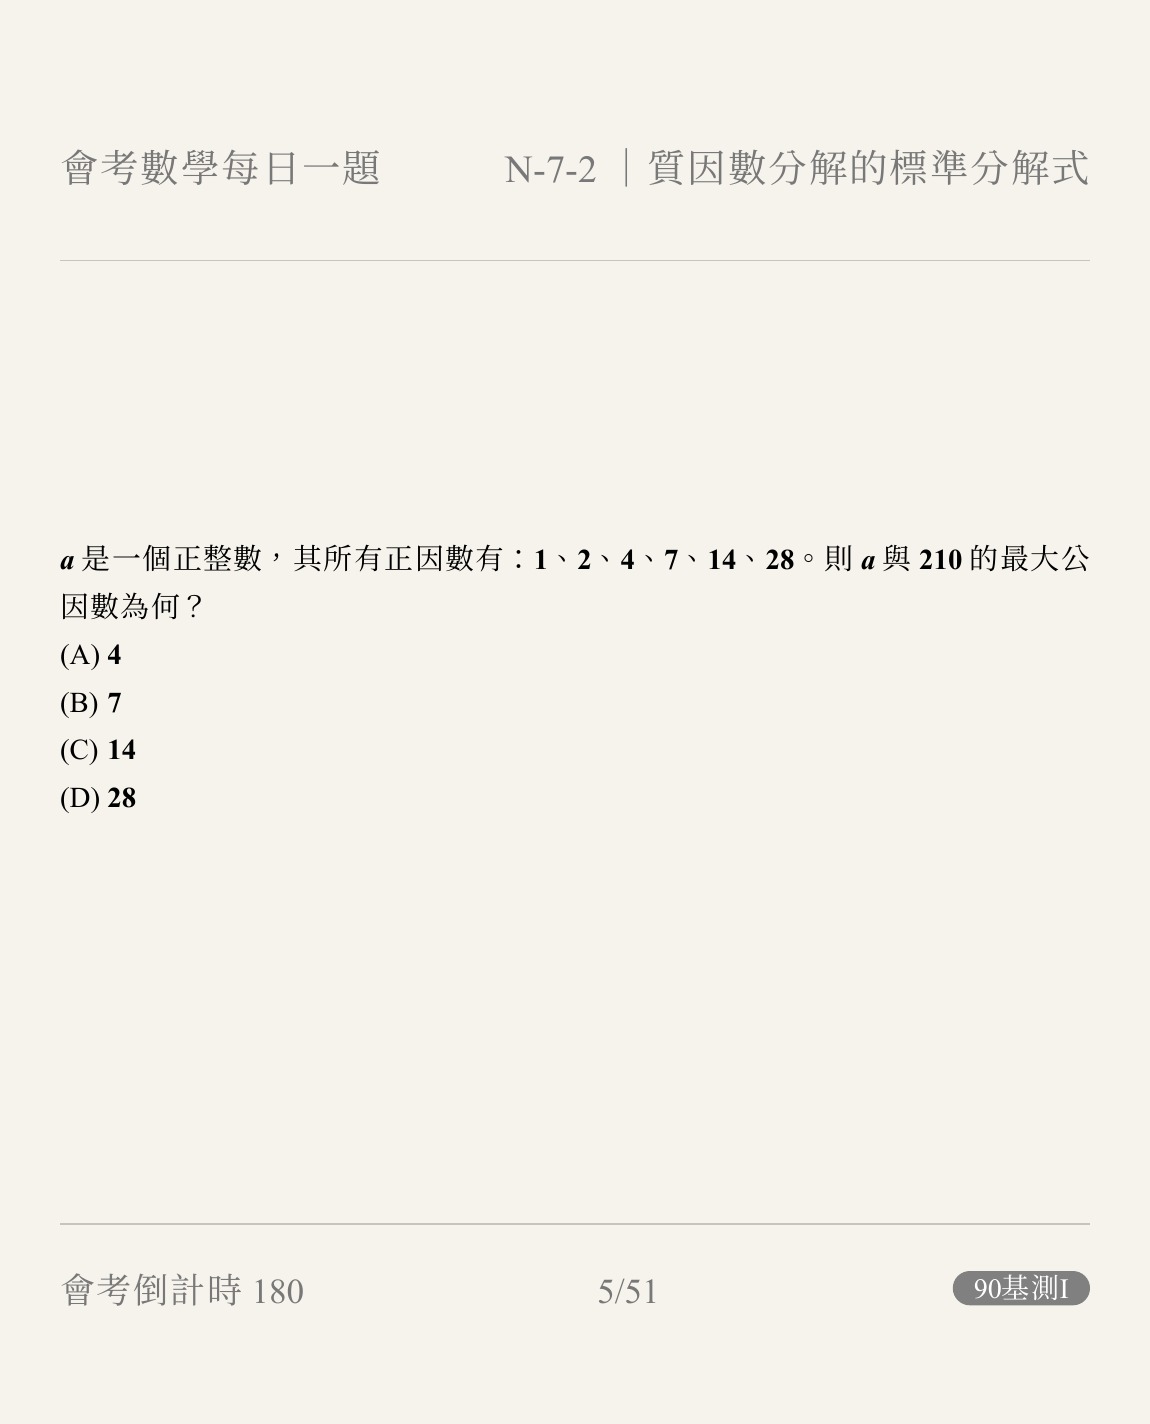 會考數學每日一題
N-7-2 │質因數分解的標準分解式
a 是一個正整數，其所有正因數有：1、2、4、7、14、28。則 a 與 210 的最大公
因數為何？
(A) 4
(B) 7
(C) 14
(D) 28
會考倒計時 180
5/51
90基測I